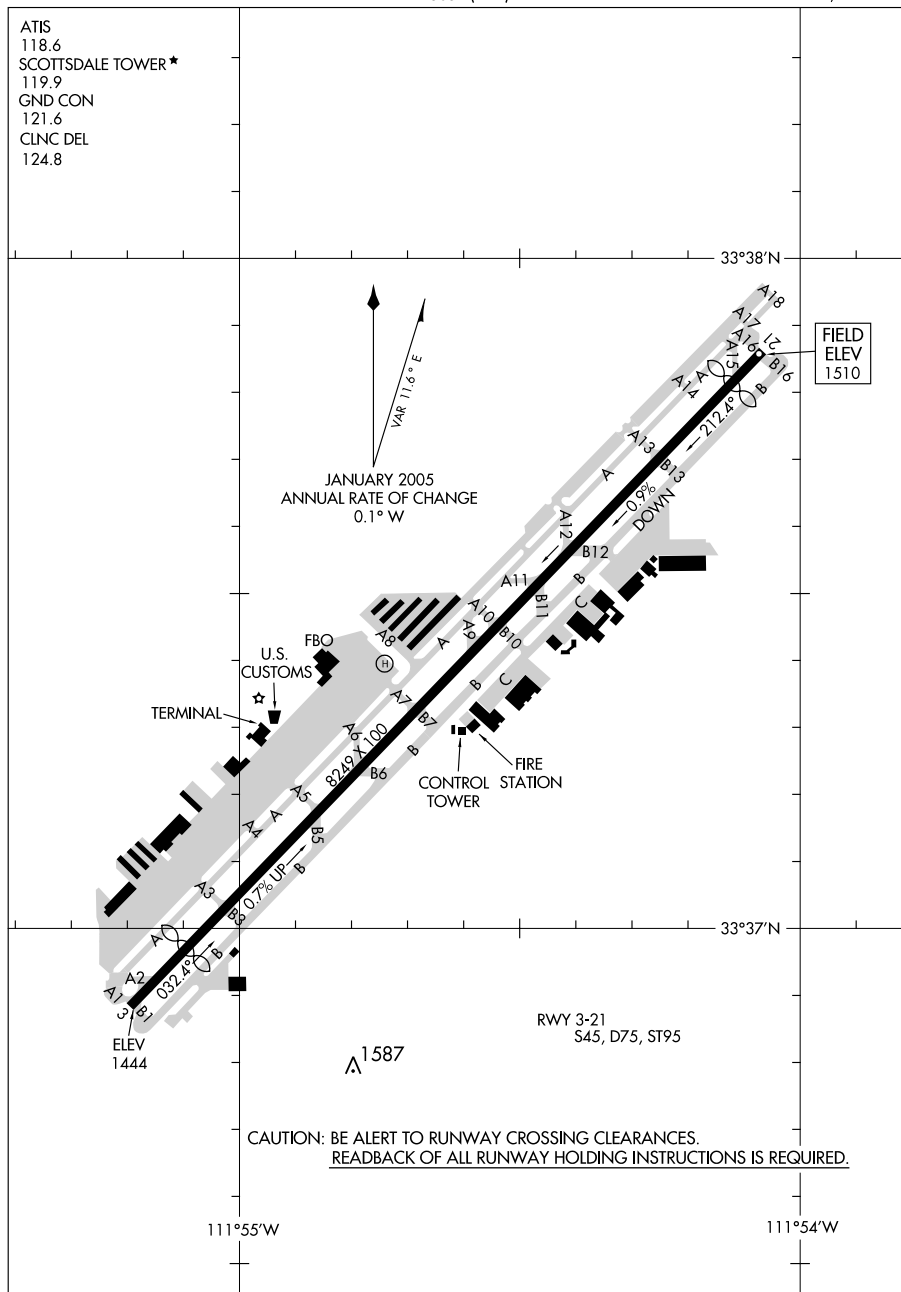 ATIS
118.6
SCOTTSDALE TOWER★
119.9
GND CON
121.6
CLNC DEL
124.8
33°38'N
A18
A17
A16
21
A15
B16
FIELD
ELEV
1510
A
A14
B
VAR 11.6° E
212.4°
JANUARY 2005
ANNUAL RATE OF CHANGE
0.1° W
A13
B13
A
0.9%
DOWN
A12
B12
A11
B
B11
C
A10
B10
A9
A8
A
FBO
H
U.S.
CUSTOMS
B
C
TERMINAL
A7
B7
A6
8249 X 100
B
B6
CONTROL
TOWER
FIRE
STATION
A5
A
A4
B5
0.7% UP
B
A3
B3
33°37'N
A
B
032.4°
A2
A1
3
B1
ELEV
1444
RWY 3-21
S45, D75, ST95
1587
CAUTION: BE ALERT TO RUNWAY CROSSING CLEARANCES.
READBACK OF ALL RUNWAY HOLDING INSTRUCTIONS IS REQUIRED.
111°55'W
111°54'W